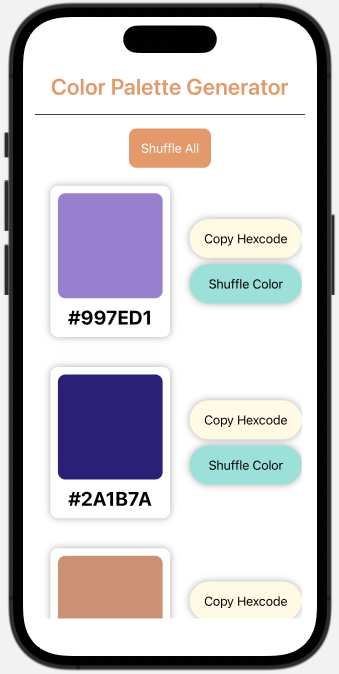 Color Palette Generator
Shuffle All
#997ED1
Copy Hexcode
Shuffle Color
#2A1B7A
Copy Hexcode
Shuffle Color
Copy Hexcode